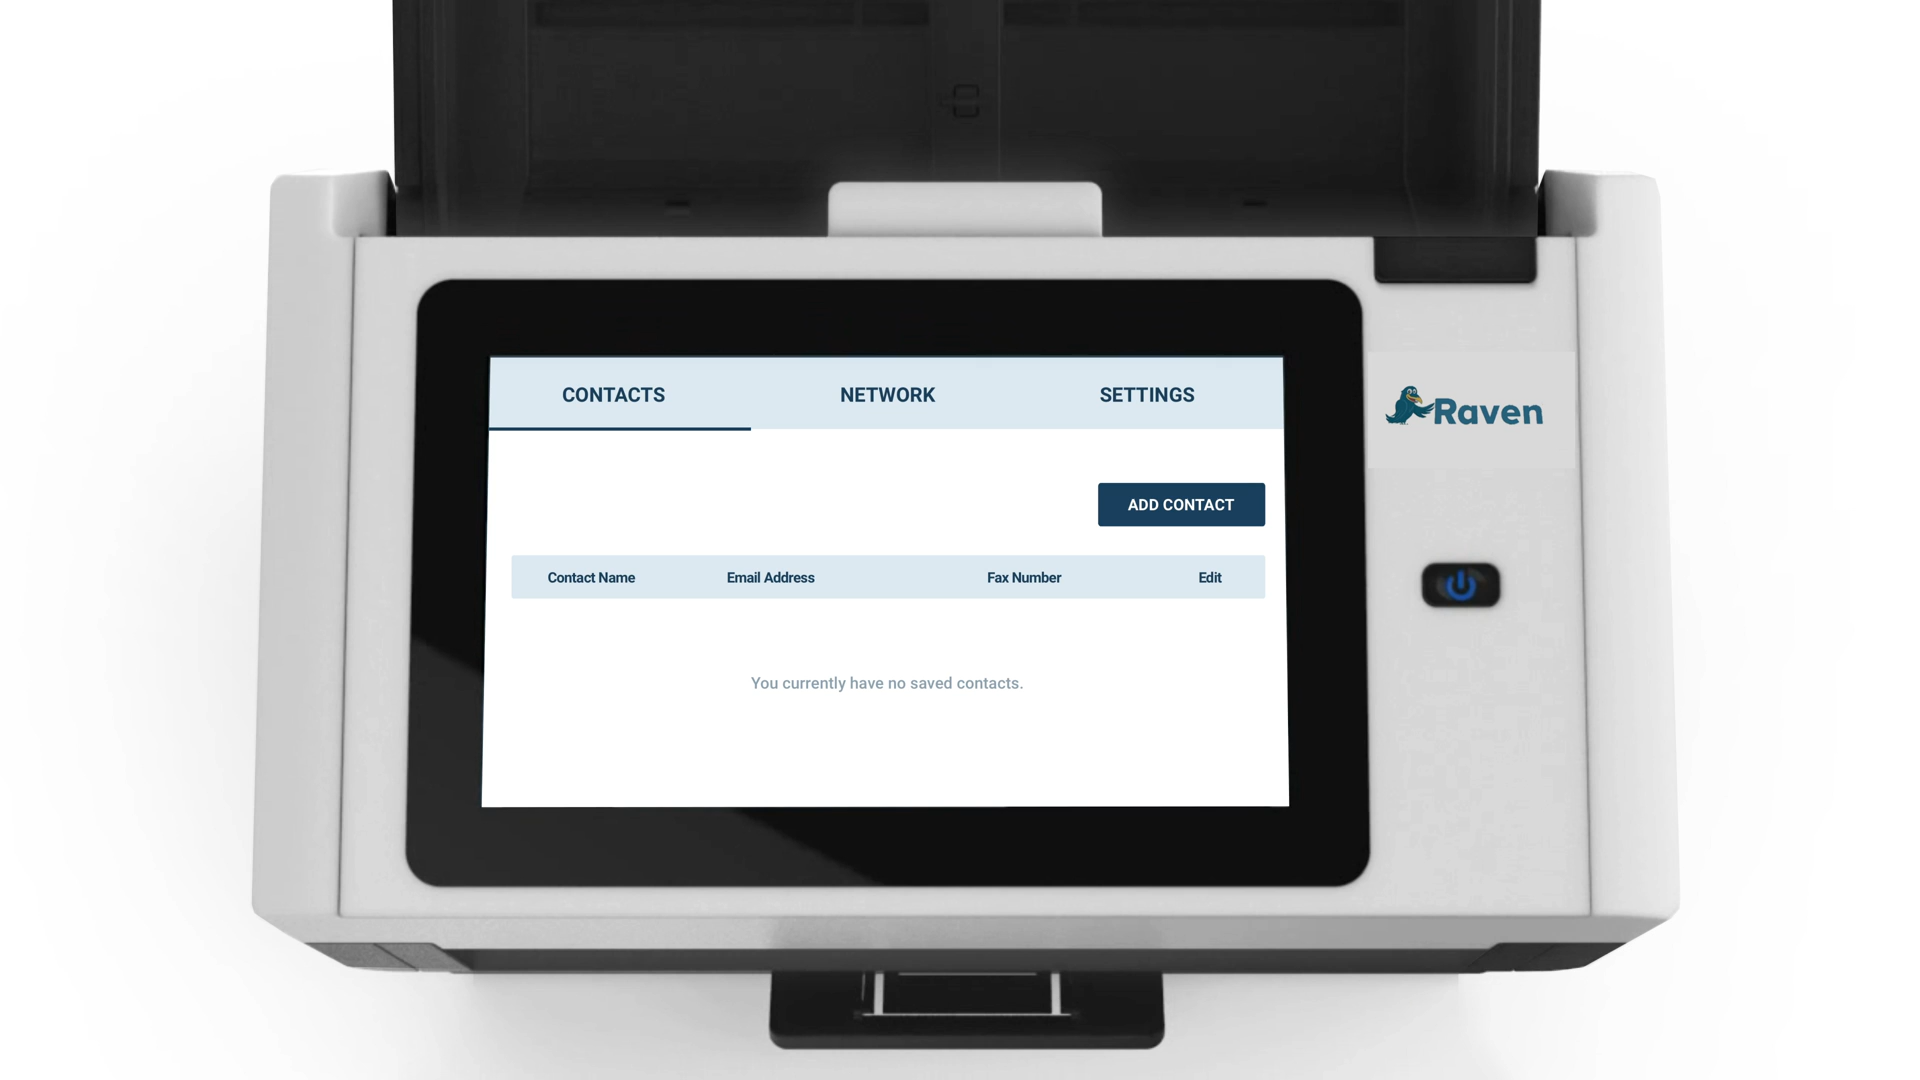 CONTACTS NETWORK SETTINGS
Raven
ADD CONTACT
Contact Name Email Address Fax Number Edit
You currently have no saved contacts.